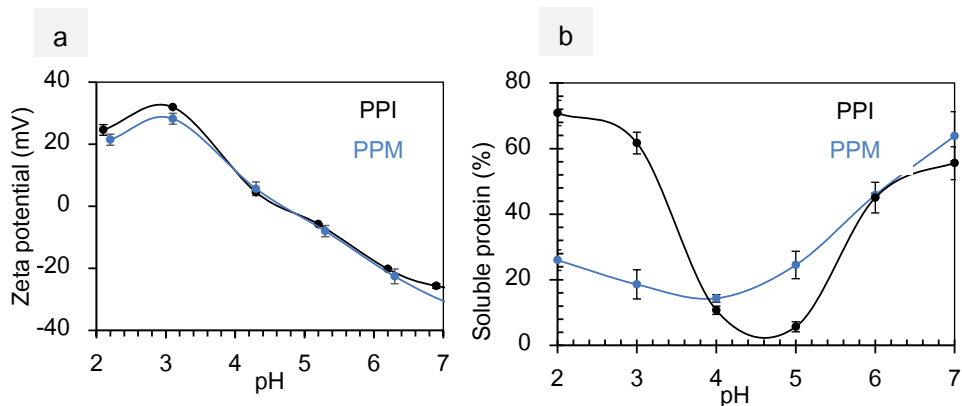 a
40
20
0
-20
-40
Zeta potential (mV)
PPI
PPM
2 3 4 5 6 7
pH
b
80
60
40
20
0
Soluble protein (%)
PPI
PPM
2 3 4 5 6 7
pH